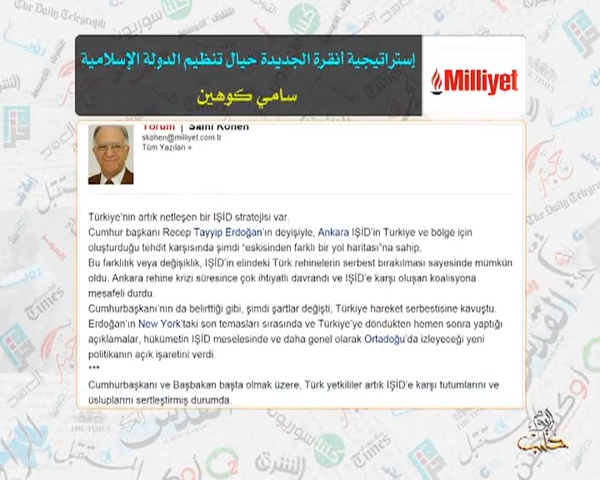 إستراتيجية أنقرة الجديدة حيال تنظيم الدولة الإسلامية
سامي كوهين
Milliyet
Yorum | Sami Kohen
skohen@milliyet.com.tr
Tüm Yazıları »
Türkiye'nin artık netleşen bir IŞİD stratejisi var.
Cumhur başkanı Recep Tayyip Erdoğan'ın deyişiyle, Ankara IŞİD'in Türkiye ve bölge için
oluşturduğu tehdit karşısında şimdi "eskisinden farklı bir yol haritası"na sahip.
Bu farklılık veya değişiklik, IŞİD'in elindeki Türk rehinelerin serbest bırakılması sayesinde mümkün
oldu. Ankara rehine krizi süresince çok ihtiyatlı davrandı ve IŞİD'e karşı oluşan koalisyona
mesafeli durdu.
Cumhurbaşkanı'nın da belirttiği gibi, şimdi şartlar değişti, Türkiye hareket serbestisine kavuştu.
Erdoğan'ın New York'taki son temasları sırasında ve Türkiye'ye döndükten hemen sonra yaptığı
açıklamalar, hükümetin IŞİD meselesinde ve daha genel olarak Ortadoğu'da izleyeceği yeni
politikanın açık işaretini verdi.
***
Cumhurbaşkanı ve Başbakan başta olmak üzere, Türk yetkililer artık IŞİD'e karşı tutumlarını ve
üsluplarını sertleştirmiş durumda.